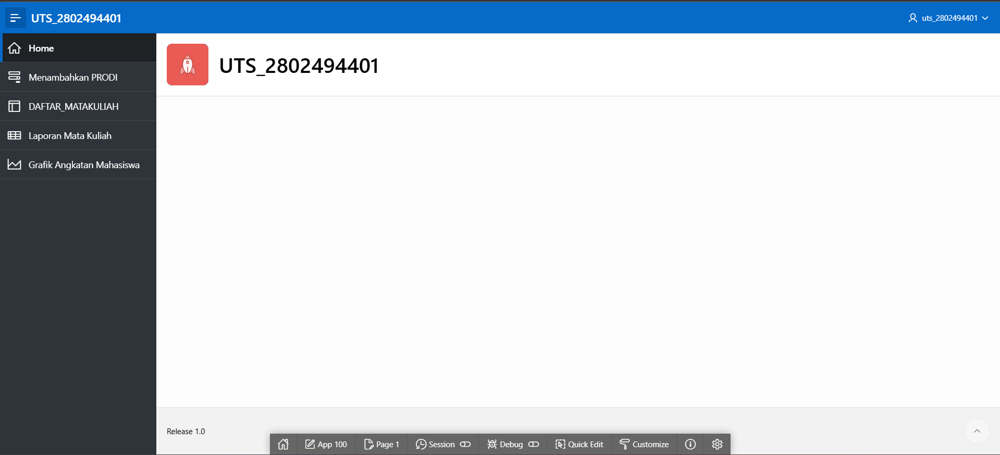 UTS_2802494401
uts_2802494401
Home
Menambahkan PRODI
DAFTAR_MATAKULIAH
Laporan Mata Kuliah
Grafik Angkatan Mahasiswa
UTS_2802494401
Release 1.0
App 100
Page 1
Session
Debug
Quick Edit
Customize